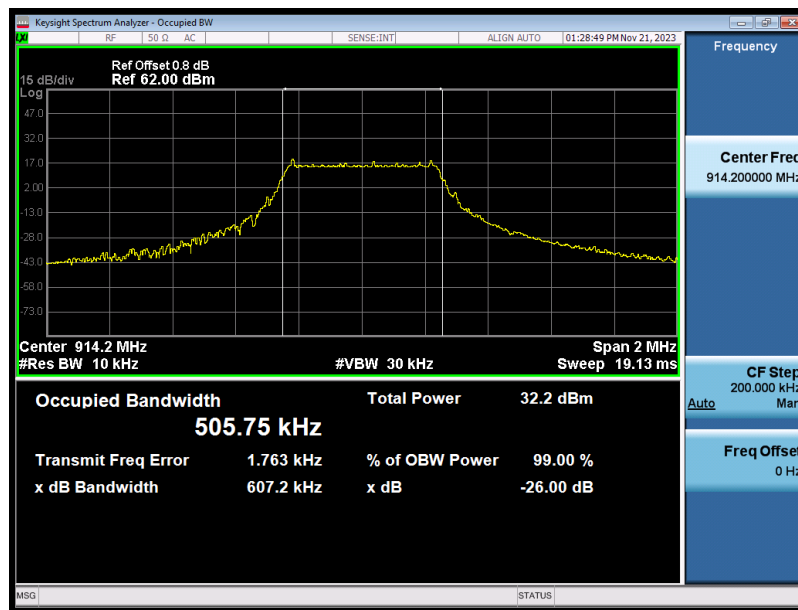 Keysight Spectrum Analyzer - Occupied BW
LXI RF 50 Ω AC SENSE:INT ALIGN AUTO 01:28:49 PM Nov 21, 2023
Frequency
Ref Offset 0.8 dB
15 dB/div Ref 62.00 dBm
Log
47.0
32.0
17.0
2.00
-13.0
-28.0
-43.0
-58.0
-73.0
Center 914.2 MHz Span 2 MHz
#Res BW 10 kHz #VBW 30 kHz Sweep 19.13 ms
Occupied Bandwidth Total Power 32.2 dBm
505.75 kHz
Transmit Freq Error 1.763 kHz % of OBW Power 99.00 %
x dB Bandwidth 607.2 kHz x dB -26.00 dB
Center Freq
914.200000 MHz
CF Step
200.000 kHz
Auto Man
Freq Offset
0 Hz
MSG STATUS